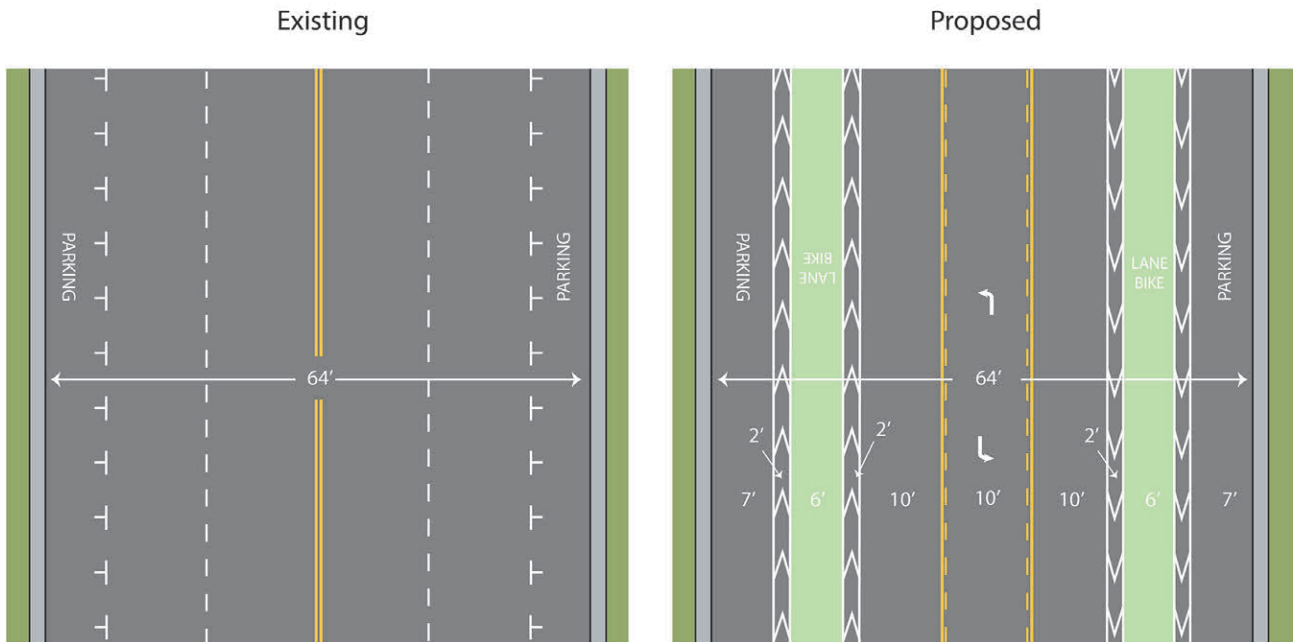 Existing
Proposed
PARKING
PARKING
64’
PARKING
BIKE
LANE
LANE
BIKE
PARKING
64’
2’
2’
2’
7’
6’
10’
10’
10’
6’
7’